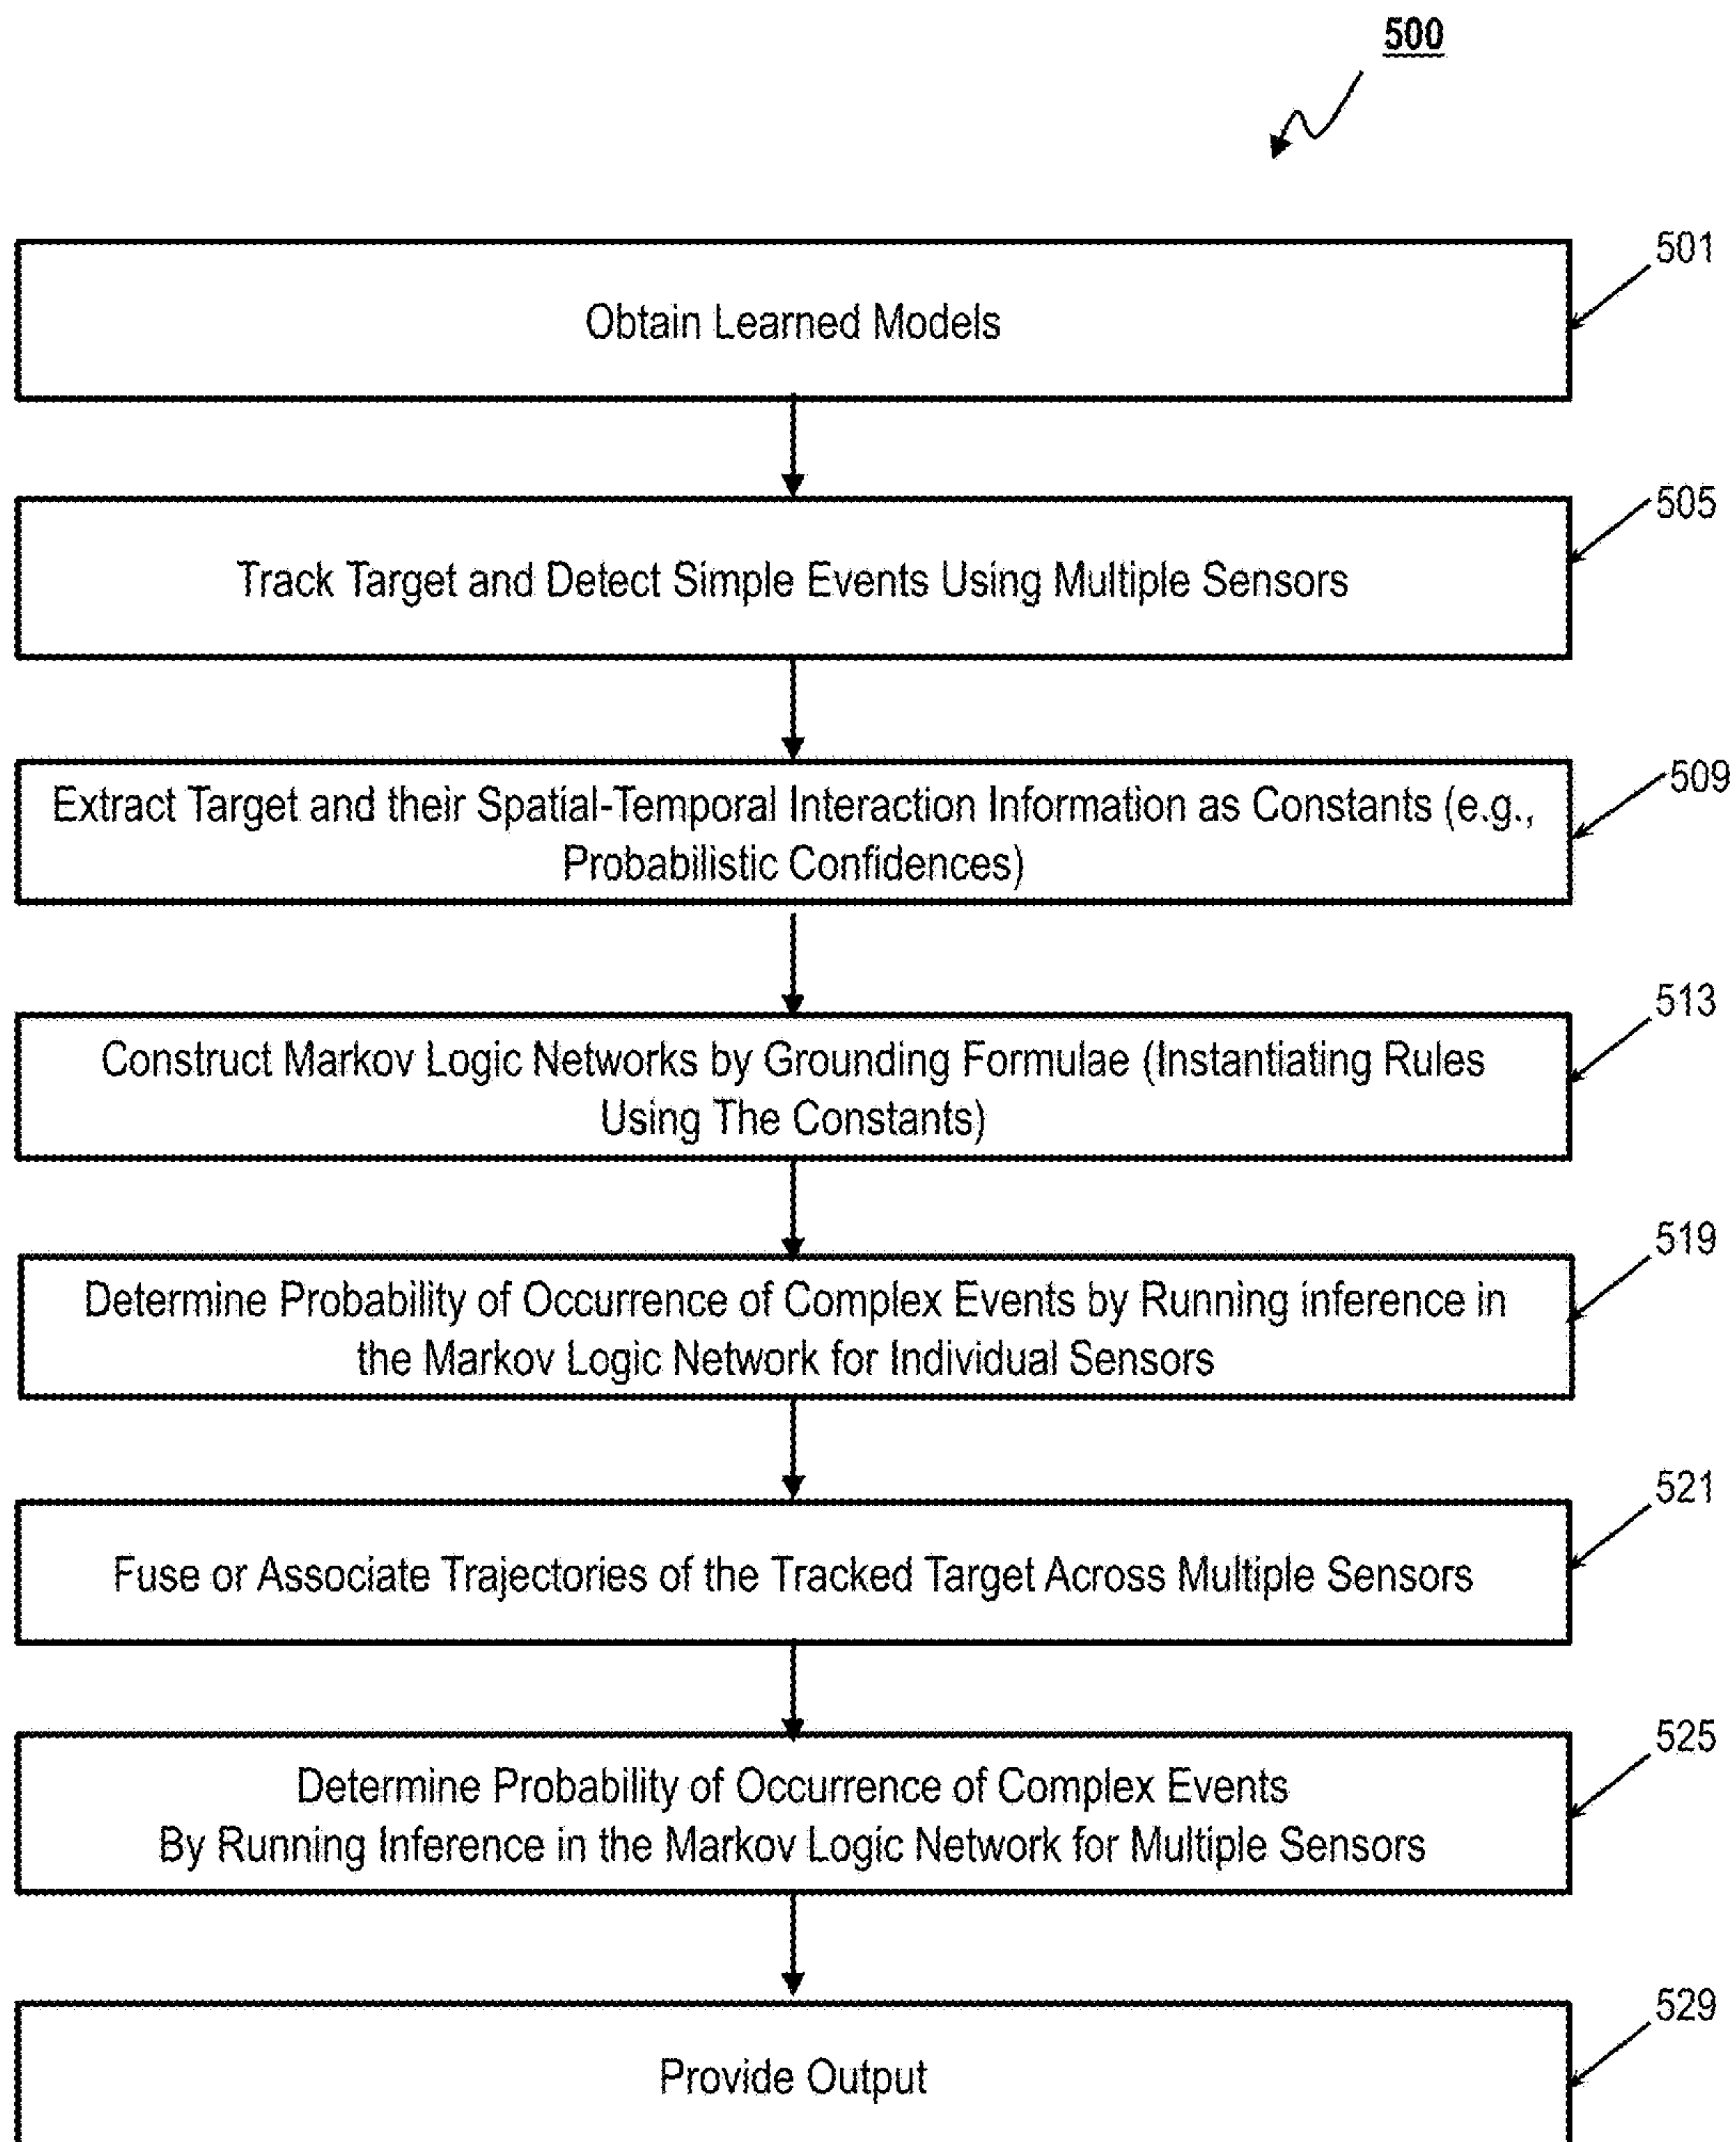 500
501
Obtain Learned Models
505
Track Target and Detect Simple Events Using Multiple Sensors
509
Extract Target and their Spatial-Temporal Interaction Information as Constants (e.g.,
Probabilistic Confidences)
513
Construct Markov Logic Networks by Grounding Formulae (Instantiating Rules
Using The Constants)
519
Determine Probability of Occurrence of Complex Events by Running inference in
the Markov Logic Network for Individual Sensors
521
Fuse or Associate Trajectories of the Tracked Target Across Multiple Sensors
525
Determine Probability of Occurrence of Complex Events
By Running Inference in the Markov Logic Network for Multiple Sensors
529
Provide Output